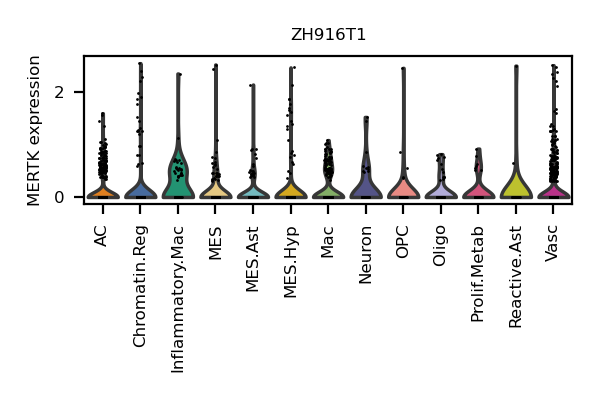 ZH916T1
MERTK expression
2
0
AC
Chromatin.Reg
Inflammatory.Mac
MES
MES.Ast
MES.Hyp
Mac
Neuron
OPC
Oligo
Prolif.Metab
Reactive.Ast
Vasc